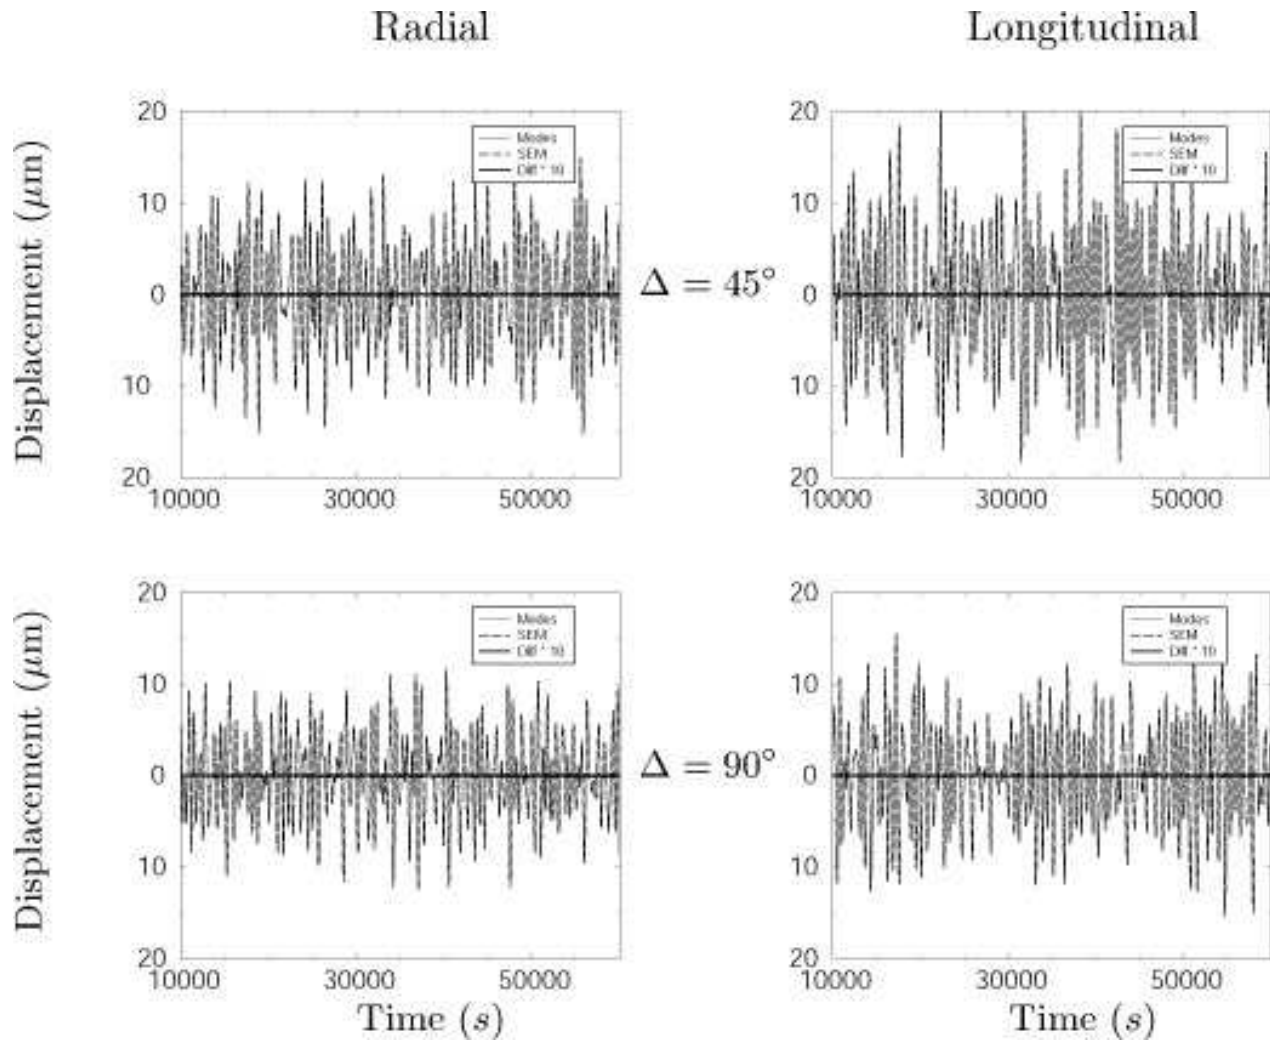 Radial
Longitudinal
Displacement (μm)
20
10
0
10
20
10000 30000 50000
Modes
SEM
Diff * 10
Δ = 45°
20
10
0
10
20
10000 30000 50000
Modes
SEM
Diff * 10
Displacement (μm)
20
10
0
10
20
10000 30000 50000
Time (s)
Modes
SEM
Diff * 10
Δ = 90°
20
10
0
10
20
10000 30000 50000
Time (s)
Modes
SEM
Diff * 10